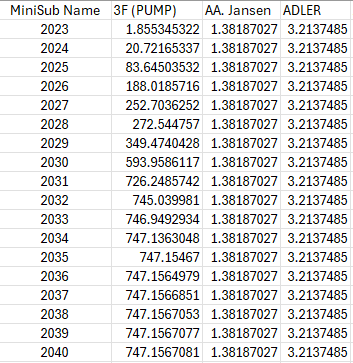 MiniSub Name 3F (PUMP) AA. Jansen ADLER
2023 1.855345322 1.38187027 3.2137485
2024 20.72165337 1.38187027 3.2137485
2025 83.64503532 1.38187027 3.2137485
2026 188.0185716 1.38187027 3.2137485
2027 252.7036252 1.38187027 3.2137485
2028 272.544757 1.38187027 3.2137485
2029 349.4740428 1.38187027 3.2137485
2030 593.9586117 1.38187027 3.2137485
2031 726.2485742 1.38187027 3.2137485
2032 745.039981 1.38187027 3.2137485
2033 746.9492934 1.38187027 3.2137485
2034 747.1363048 1.38187027 3.2137485
2035 747.15467 1.38187027 3.2137485
2036 747.1564979 1.38187027 3.2137485
2037 747.1566851 1.38187027 3.2137485
2038 747.1567053 1.38187027 3.2137485
2039 747.1567077 1.38187027 3.2137485
2040 747.1567081 1.38187027 3.2137485